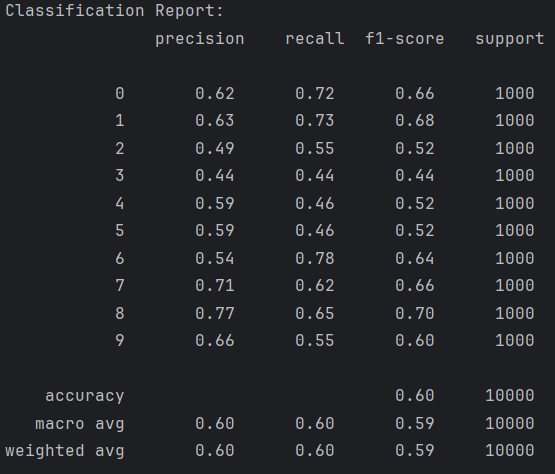 Classification Report:
precision recall f1-score support
0 0.62 0.72 0.66 1000
1 0.63 0.73 0.68 1000
2 0.49 0.55 0.52 1000
3 0.44 0.44 0.44 1000
4 0.59 0.46 0.52 1000
5 0.59 0.46 0.52 1000
6 0.54 0.78 0.64 1000
7 0.71 0.62 0.66 1000
8 0.77 0.65 0.70 1000
9 0.66 0.55 0.60 1000
accuracy 0.60 10000
macro avg 0.60 0.60 0.59 10000
weighted avg 0.60 0.60 0.59 10000